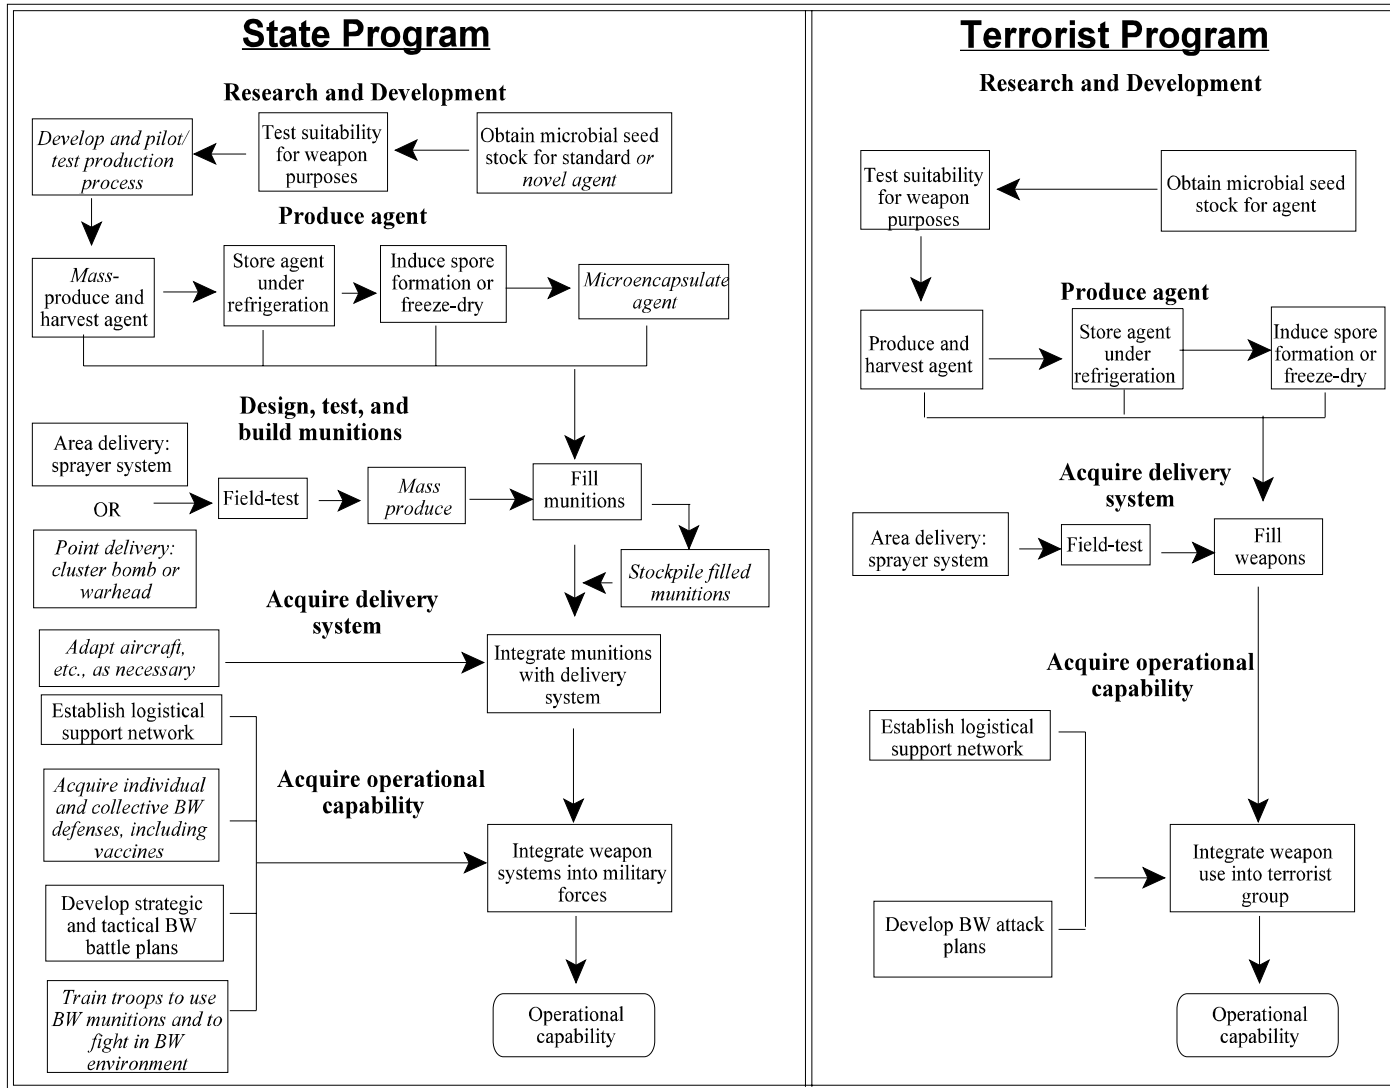 State Program
Research and Development
Develop and pilot/
test production
process
Test suitability
for weapon
purposes
Obtain microbial seed
stock for standard or
novel agent
Produce agent
Mass-
produce and
harvest agent
Store agent
under
refrigeration
Induce spore
formation or
freeze-dry
Microencapsulate
agent
Design, test, and
build munitions
Area delivery:
sprayer system
OR
Point delivery:
cluster bomb or
warhead
Field-test
Mass
produce
Fill
munitions
Stockpile filled
munitions
Acquire delivery
system
Adapt aircraft,
etc., as necessary
Integrate munitions
with delivery
system
Establish logistical
support network
Acquire individual
and collective BW
defenses, including
vaccines
Develop strategic
and tactical BW
battle plans
Train troops to use
BW munitions and to
fight in BW
environment
Acquire operational
capability
Integrate weapon
systems into military
forces
Operational
capability
Terrorist Program
Research and Development
Test suitability
for weapon
purposes
Obtain microbial seed
stock for agent
Produce agent
Produce and
harvest agent
Store agent
under
refrigeration
Induce spore
formation or
freeze-dry
Acquire delivery
system
Area delivery:
sprayer system
Field-test
Fill
weapons
Acquire operational
capability
Establish logistical
support network
Develop BW attack
plans
Integrate weapon
use into terrorist
group
Operational
capability